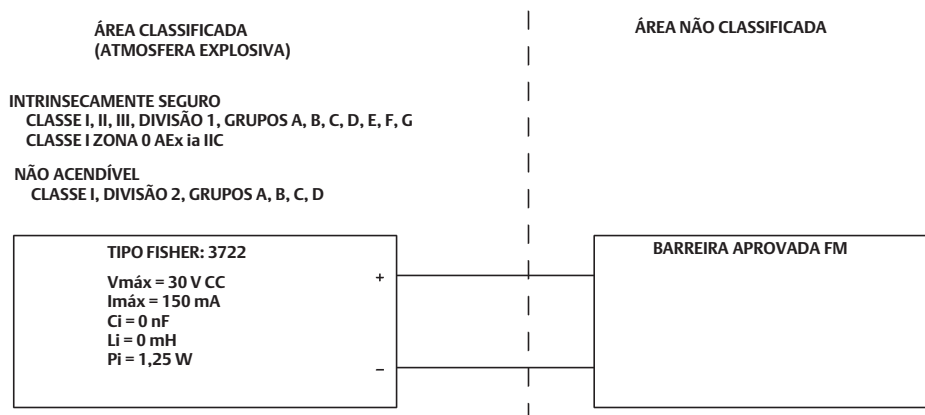 ÁREA CLASSIFICADA
(ATMOSFERA EXPLOSIVA)
ÁREA NÃO CLASSIFICADA
INTRINSECAMENTE SEGURO
CLASSE I, II, III, DIVISÃO 1, GRUPOS A, B, C, D, E, F, G
CLASSE I ZONA 0 AEx ia IIC
NÃO ACENDÍVEL
CLASSE I, DIVISÃO 2, GRUPOS A, B, C, D
TIPO FISHER: 3722
Vmáx = 30 V CC
Imáx = 150 mA
Ci = 0 nF
Li = 0 mH
Pi = 1,25 W
+
–
BARREIRA APROVADA FM